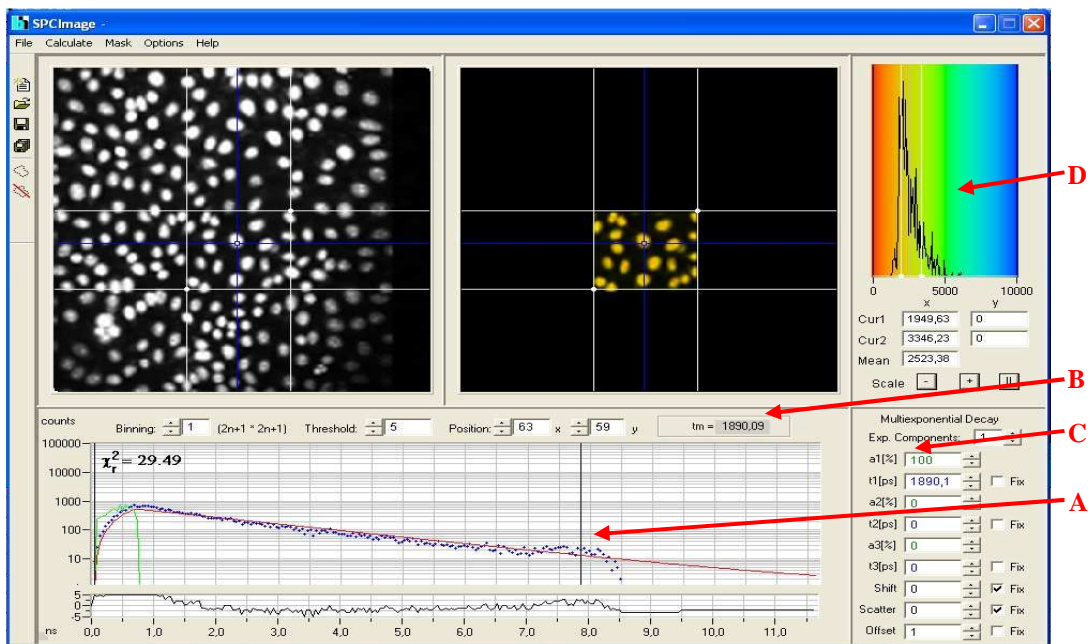 SPCImage -
File Calculate Mask Options Help
D
0 5000 10000
x y
Cur1 1949,63 0
Cur2 3346,23 0
Mean 2523,38
Scale - + ||
B
counts Binning: 1 (2n+1 * 2n+1) Threshold: 5 Position: 63 x 59 y tm = 1890,09
Multiexponential Decay
Exp. Components: 1
C
100000
χ²r = 29.49
10000
1000
100
10
.
a1[%] 100
t1[ps] 1890,1 Fix
a2[%] 0
t2[ps] 0 Fix
a3[%] 0
t3[ps] 0 Fix
Shift 0 Fix
Scatter 0 Fix
Offset 1 Fix
A
5
0
-5
ns 0,0 1,0 2,0 3,0 4,0 5,0 6,0 7,0 8,0 9,0 10,0 11,0